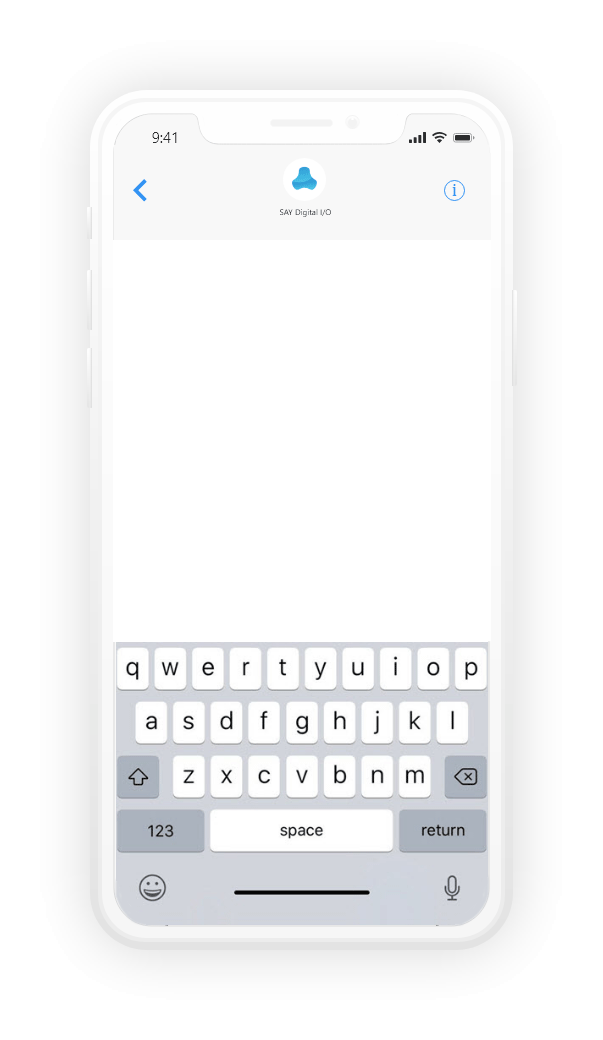 9:41
i
SAY Digital I/O
q w e r t y u i o p
a s d f g h j k l
z x c v b n m
123 space return